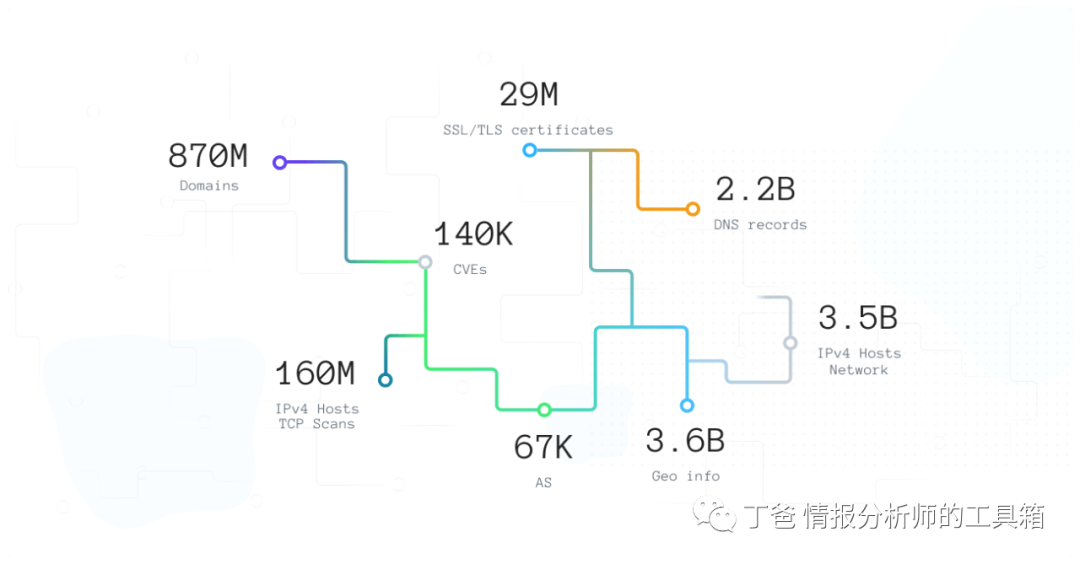 29M
SSL/TLS certificates
870M
Domains
2.2B
DNS records
140K
CVEs
3.5B
IPv4 Hosts
Network
160M
IPv4 Hosts
TCP Scans
67K
AS
3.6B
Geo info
丁爸 情报分析师的工具箱